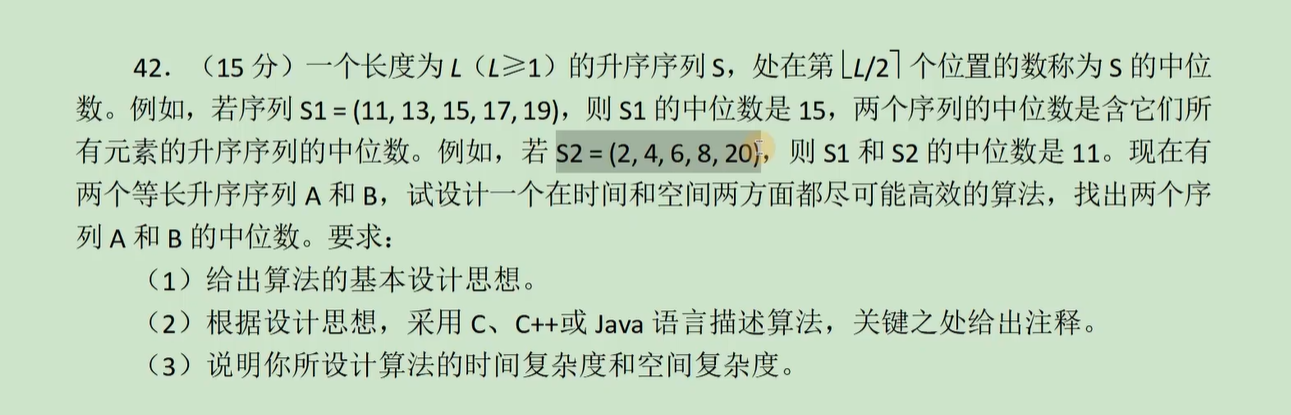 42. （15 分）一个长度为 L（L≥1）的升序序列 S，处在第⌊L/2⌉个位置的数称为 S 的中位
数。例如，若序列 S1 = (11, 13, 15, 17, 19)，则 S1 的中位数是 15，两个序列的中位数是含它们所
有元素的升序序列的中位数。例如，若 S2 = (2, 4, 6, 8, 20)，则 S1 和 S2 的中位数是 11。现在有
两个等长升序序列 A 和 B，试设计一个在时间和空间两方面都尽可能高效的算法，找出两个序
列 A 和 B 的中位数。要求：
（1）给出算法的基本设计思想。
（2）根据设计思想，采用 C、C++或 Java 语言描述算法，关键之处给出注释。
（3）说明你所设计算法的时间复杂度和空间复杂度。